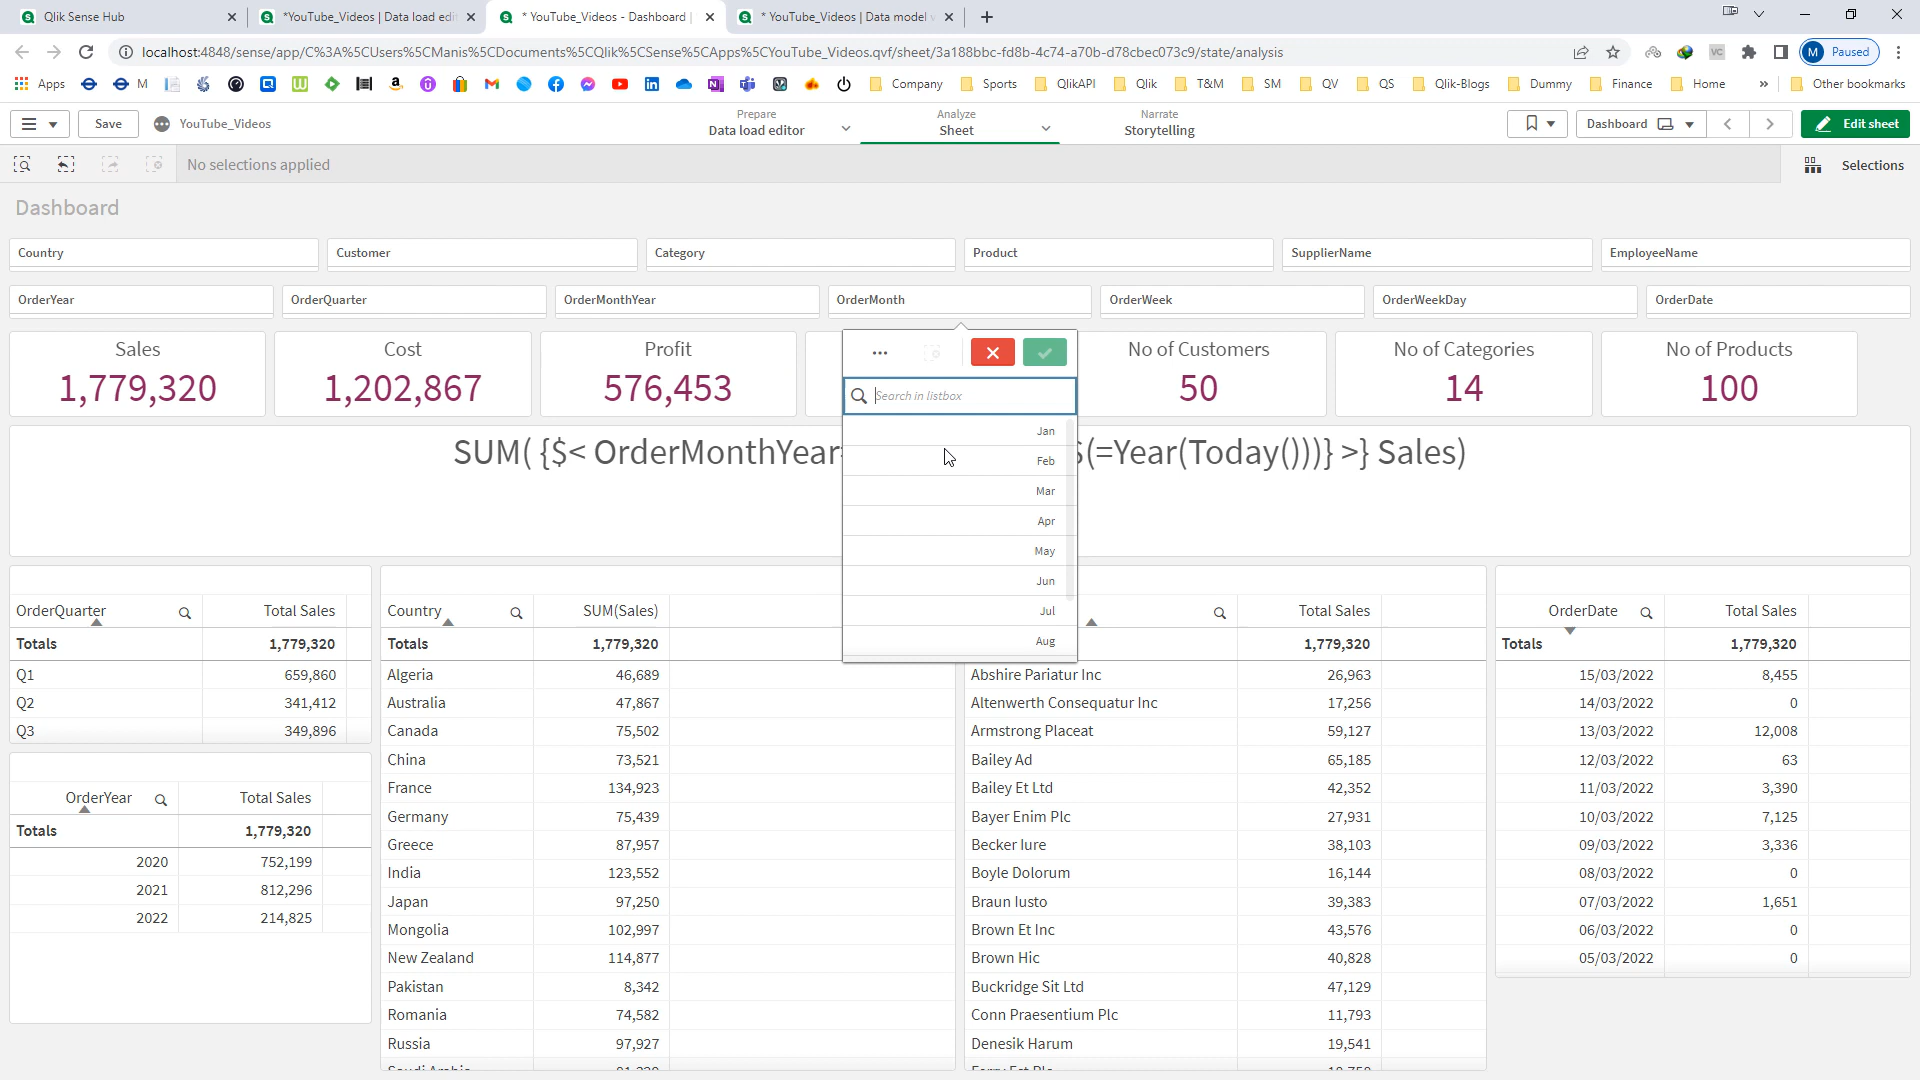 Qlik Sense Hub
*YouTube_Videos | Data load edi
* YouTube_Videos - Dashboard |
* YouTube_Videos | Data model v
localhost:4848/sense/app/C%3A%5CUsers%5CManis%5CDocuments%5CQlik%5CSense%5CApps%5CYouTube_Videos.qvf/sheet/3a188bbc-fd8b-4c74-a70b-d78cbec073c9/state/analysis
VC
M Paused
Apps
M
Company
Sports
QlikAPI
Qlik
T&M
SM
QV
QS
Qlik-Blogs
Dummy
Finance
Home
Other bookmarks
Save
YouTube_Videos
Prepare
Data load editor
Analyze
Sheet
Narrate
Storytelling
Dashboard
Edit sheet
No selections applied
Selections
Dashboard
Country
Customer
Category
Product
SupplierName
EmployeeName
OrderYear
OrderQuarter
OrderMonthYear
OrderMonth
OrderWeek
OrderWeekDay
OrderDate
Sales
1,779,320
Cost
1,202,867
Profit
576,453
No of Customers
50
No of Categories
14
No of Products
100
SUM( {$< OrderMonthYear
(=Year(Today()))} >} Sales)
Search in listbox
Jan
Feb
Mar
Apr
May
Jun
Jul
Aug
OrderQuarter Total Sales
Totals 1,779,320
Q1 659,860
Q2 341,412
Q3 349,896
OrderYear Total Sales
Totals 1,779,320
2020 752,199
2021 812,296
2022 214,825
Country SUM(Sales)
Totals 1,779,320
Algeria 46,689
Australia 47,867
Canada 75,502
China 73,521
France 134,923
Germany 75,439
Greece 87,957
India 123,552
Japan 97,250
Mongolia 102,997
New Zealand 114,877
Pakistan 8,342
Romania 74,582
Russia 97,927
Total Sales
1,779,320
Abshire Pariatur Inc 26,963
Altenwerth Consequatur Inc 17,256
Armstrong Placeat 59,127
Bailey Ad 65,185
Bailey Et Ltd 42,352
Bayer Enim Plc 27,931
Becker Iure 38,103
Boyle Dolorum 16,144
Braun Iusto 39,383
Brown Et Inc 43,576
Brown Hic 40,828
Buckridge Sit Ltd 47,129
Conn Praesentium Plc 11,793
Denesik Harum 19,541
OrderDate Total Sales
Totals 1,779,320
15/03/2022 8,455
14/03/2022 0
13/03/2022 12,008
12/03/2022 63
11/03/2022 3,390
10/03/2022 7,125
09/03/2022 3,336
08/03/2022 0
07/03/2022 1,651
06/03/2022 0
05/03/2022 0